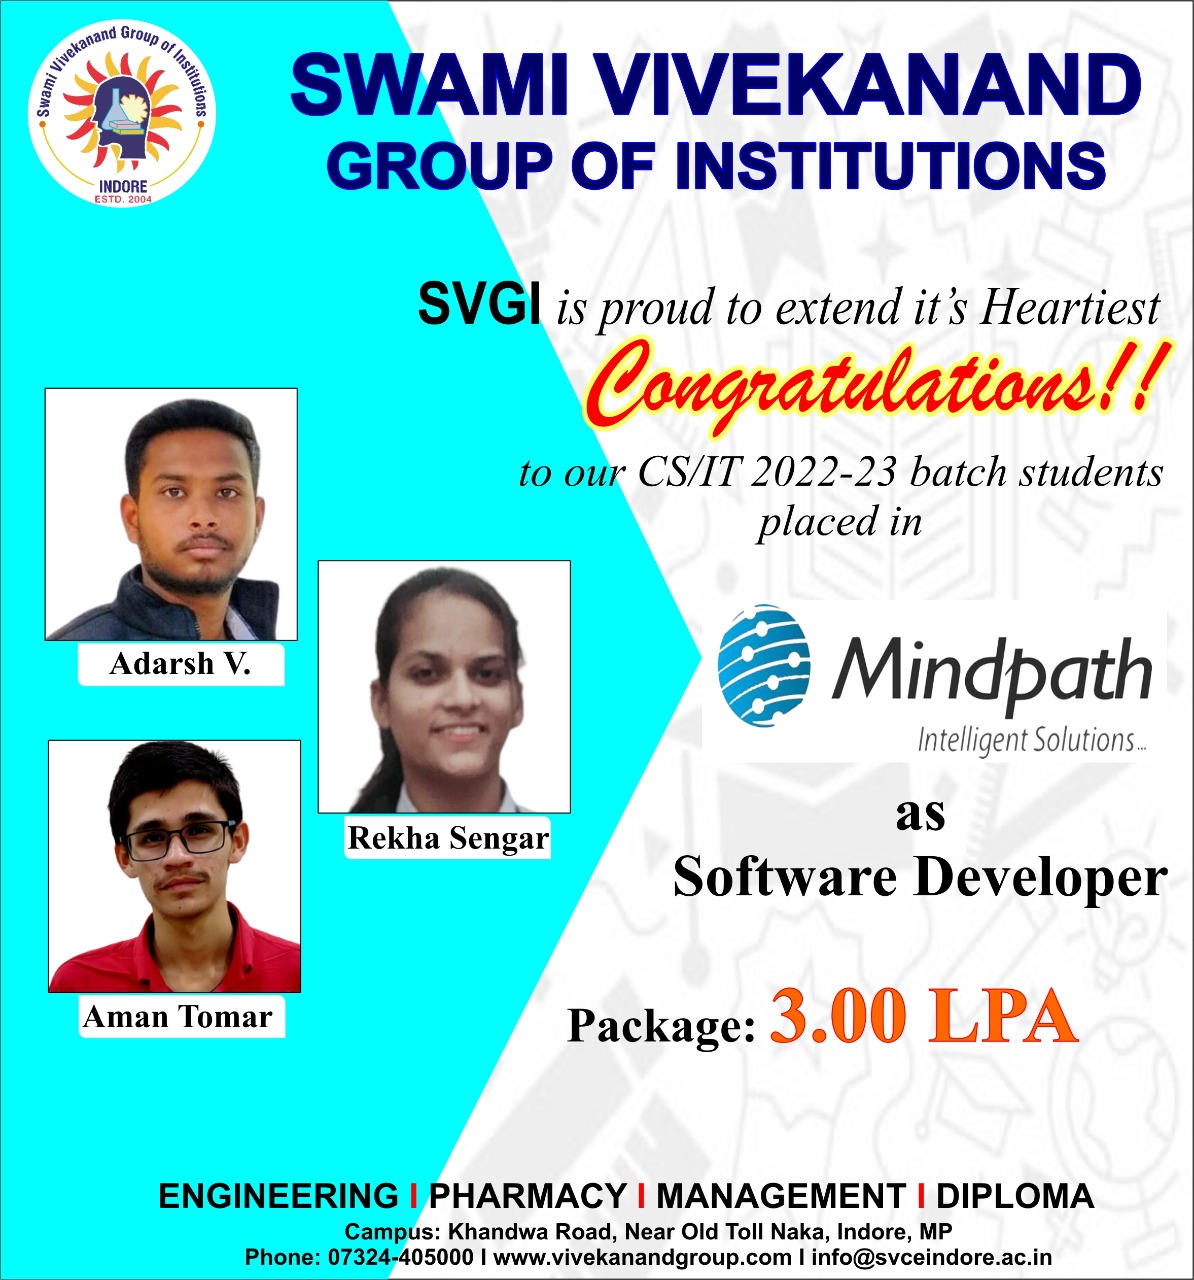 Swami Vivekanand Group of Institutions
INDORE
ESTD. 2004
SWAMI VIVEKANAND
GROUP OF INSTITUTIONS
SVGI is proud to extend it's Heartiest
Congratulations!!
to our CS/IT 2022-23 batch students
placed in
Adarsh V.
Rekha Sengar
Aman Tomar
Mindpath
Intelligent Solutions...
as
Software Developer
Package: 3.00 LPA
ENGINEERING I PHARMACY I MANAGEMENT I DIPLOMA
Campus: Khandwa Road, Near Old Toll Naka, Indore, MP
Phone: 07324-405000 I www.vivekanandgroup.com I info@svceindore.ac.in